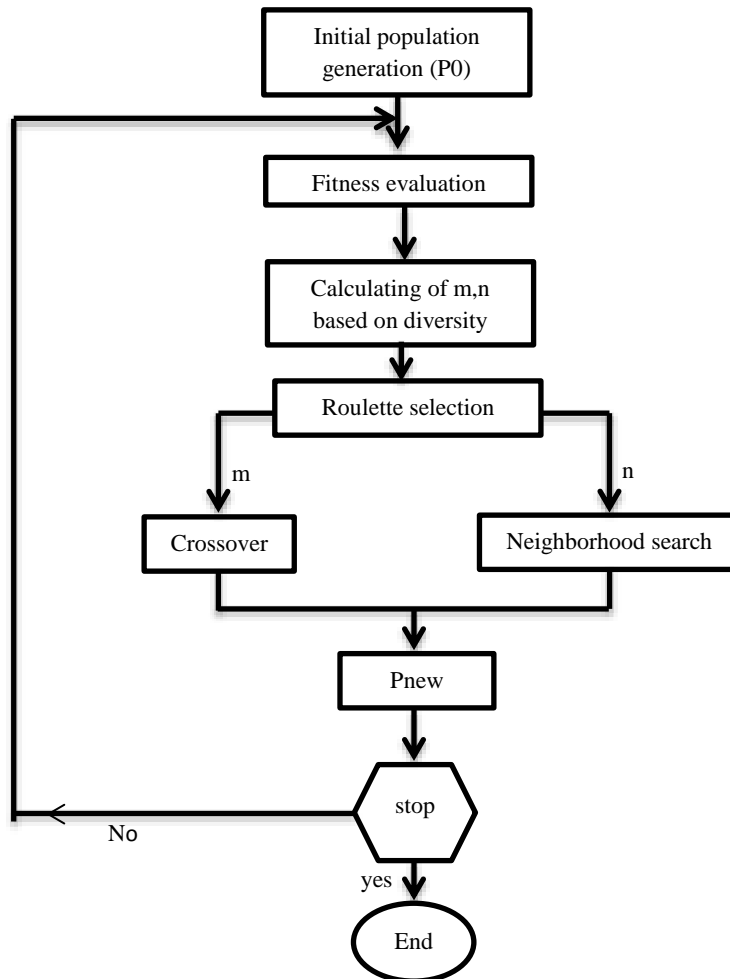 Initial population
generation (P0)
Fitness evaluation
Calculating of m,n
based on diversity
Roulette selection
m
n
Crossover
Neighborhood search
Pnew
stop
No
yes
End